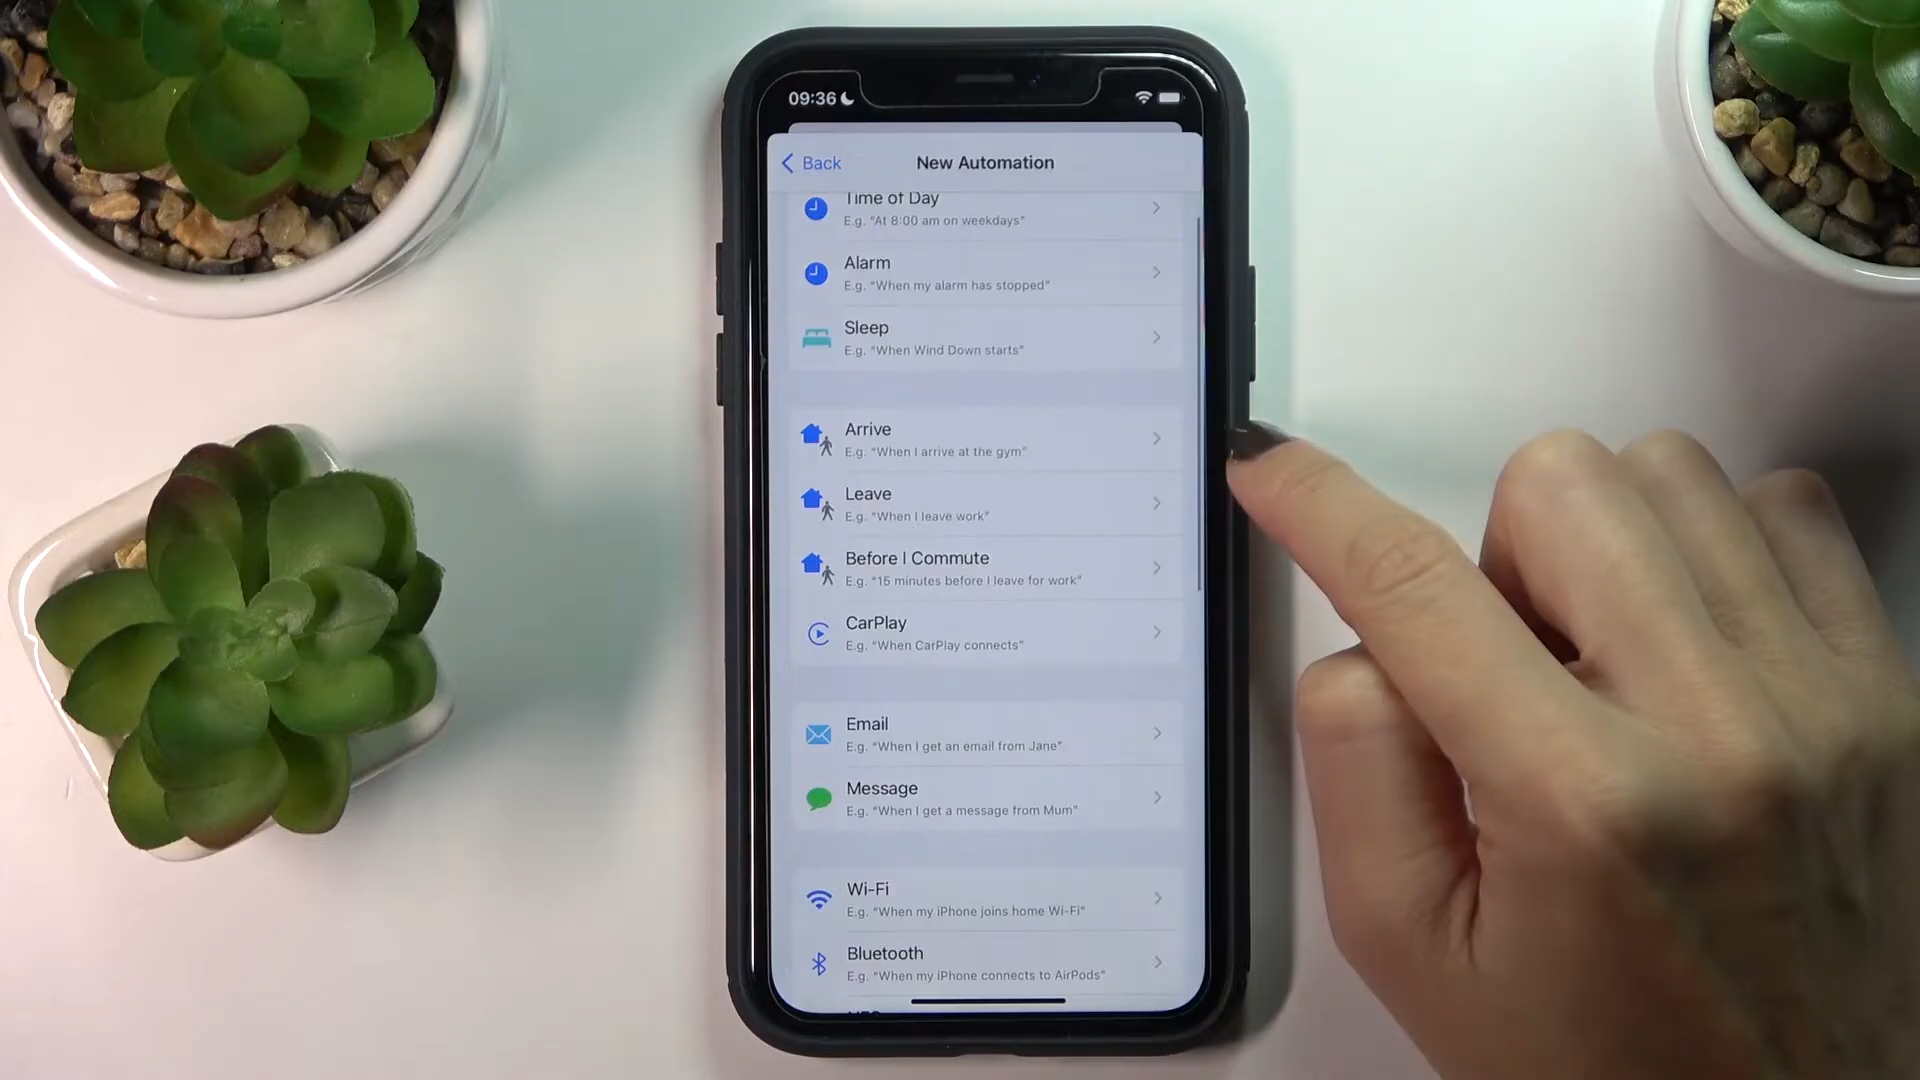 09:36
Back
New Automation
Time of Day
E.g. "At 8:00 am on weekdays"
Alarm
E.g. "When my alarm has stopped"
Sleep
E.g. "When Wind Down starts"
Arrive
E.g. "When I arrive at the gym"
Leave
E.g. "When I leave work"
Before I Commute
E.g. "15 minutes before I leave for work"
CarPlay
E.g. "When CarPlay connects"
Email
E.g. "When I get an email from Jane"
Message
E.g. "When I get a message from Mum"
Wi-Fi
E.g. "When my iPhone joins home Wi-Fi"
Bluetooth
E.g. "When my iPhone connects to AirPods"